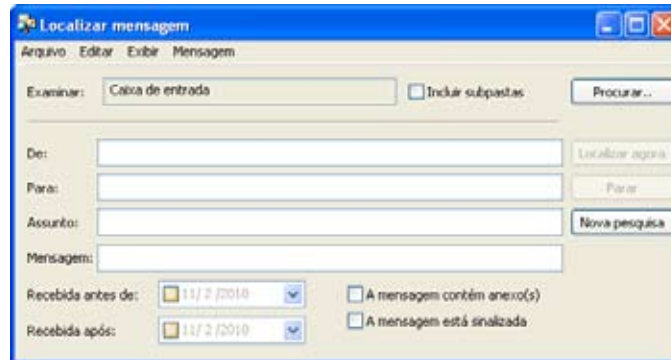 Localizar mensagem
Arquivo Editar Exibir Mensagem
Examinar: Caixa de entrada Incluir subpastas Procurar...
De: Localizar agora
Para: Parar
Assunto: Nova pesquisa
Mensagem:
Recebida antes de: 11/ 2 /2010 A mensagem contém anexo(s)
Recebida após: 11/ 2 /2010 A mensagem está sinalizada